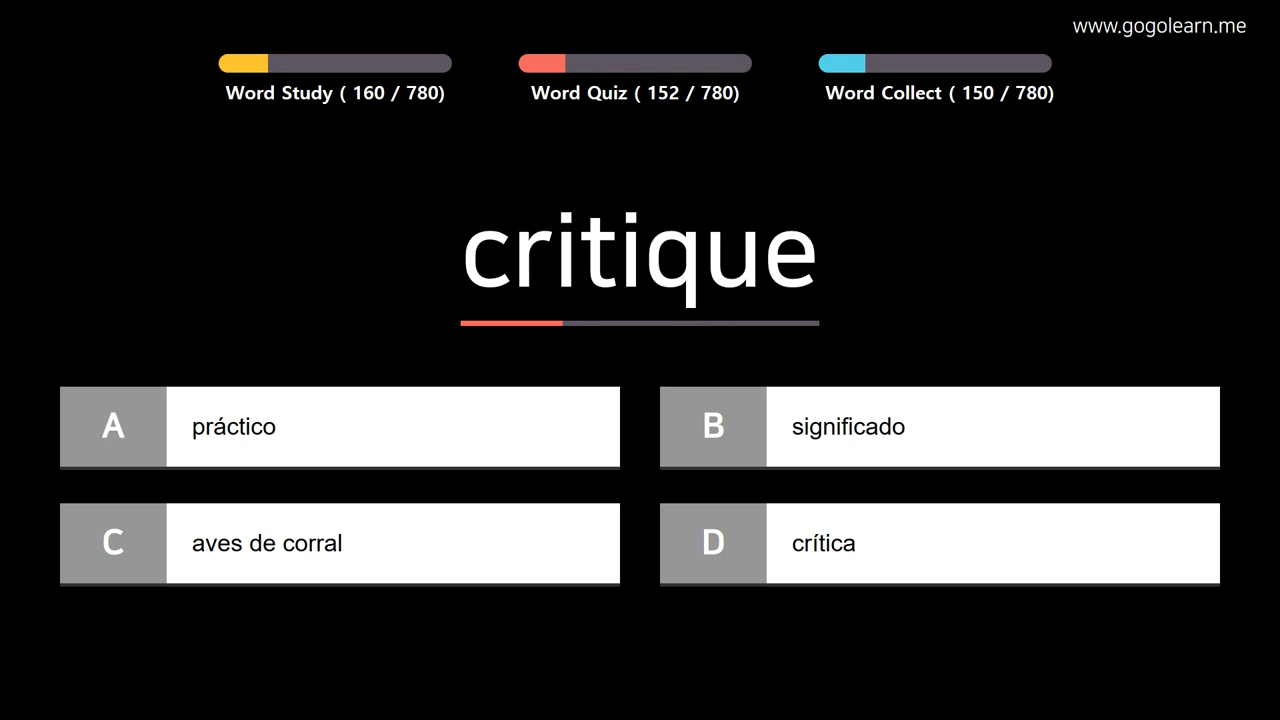 www.gogolearn.me
Word Study ( 160 / 780)
Word Quiz ( 152 / 780)
Word Collect ( 150 / 780)
critique
A práctico
B significado
C aves de corral
D crítica